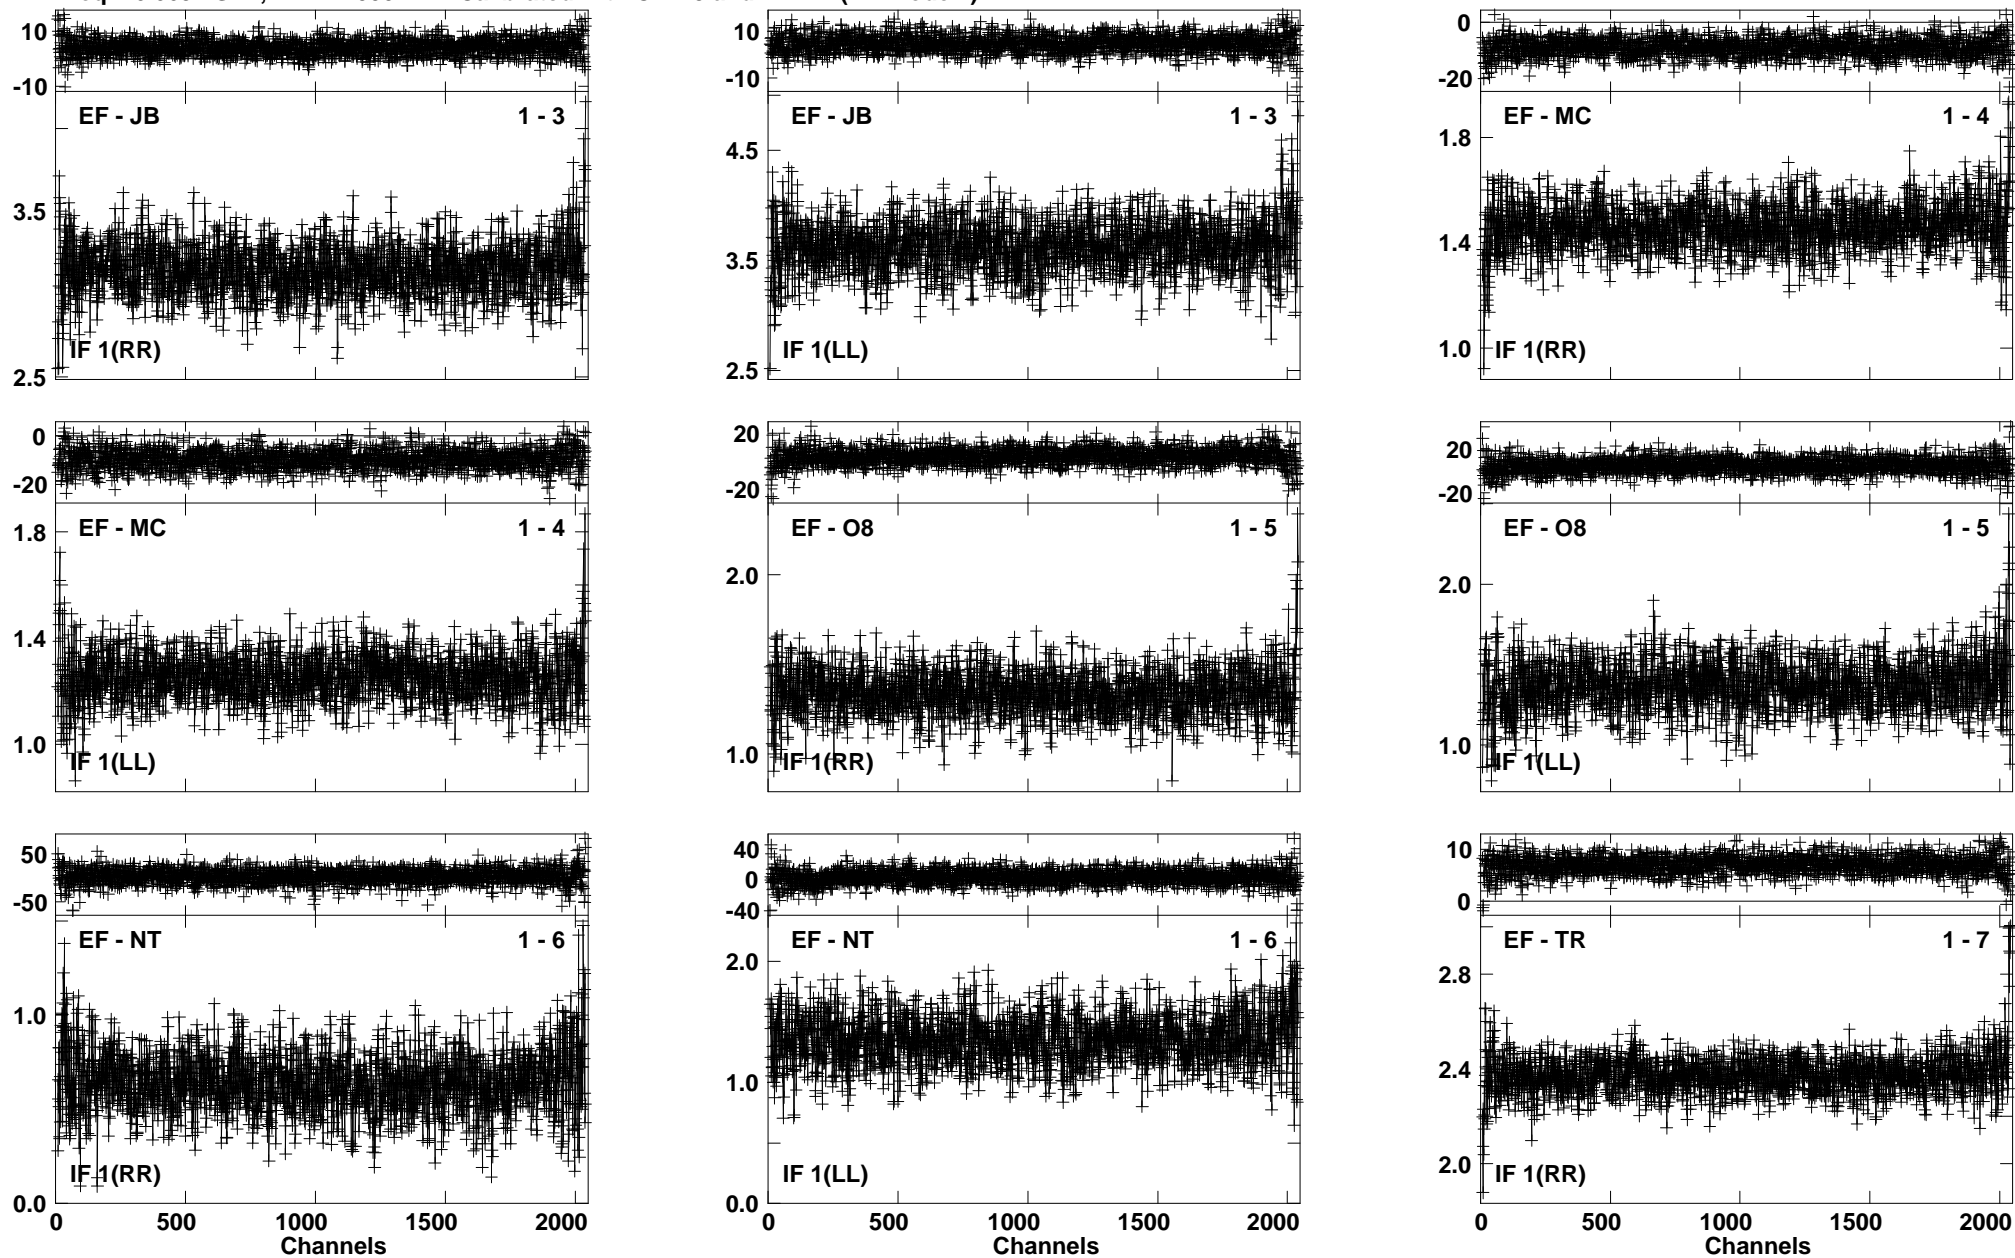 10
-10
EF - JB 1 - 3
3.5
2.5
IF 1(RR)
10
-10
EF - JB 1 - 3
4.5
3.5
2.5
IF 1(LL)
0
-20
EF - MC 1 - 4
1.8
1.4
1.0
IF 1(RR)
0
-20
EF - MC 1 - 4
1.8
1.4
1.0
IF 1(LL)
20
-20
EF - O8 1 - 5
2.0
1.0
IF 1(RR)
20
-20
EF - O8 1 - 5
2.0
1.0
IF 1(LL)
50
-50
EF - NT 1 - 6
1.0
0.0
IF 1(RR)
0 500 1000 1500 2000
Channels
40
0
-40
EF - NT 1 - 6
2.0
1.0
0.0
IF 1(LL)
0 500 1000 1500 2000
Channels
10
0
EF - TR 1 - 7
2.8
2.4
2.0
IF 1(RR)
0 500 1000 1500 2000
Channels